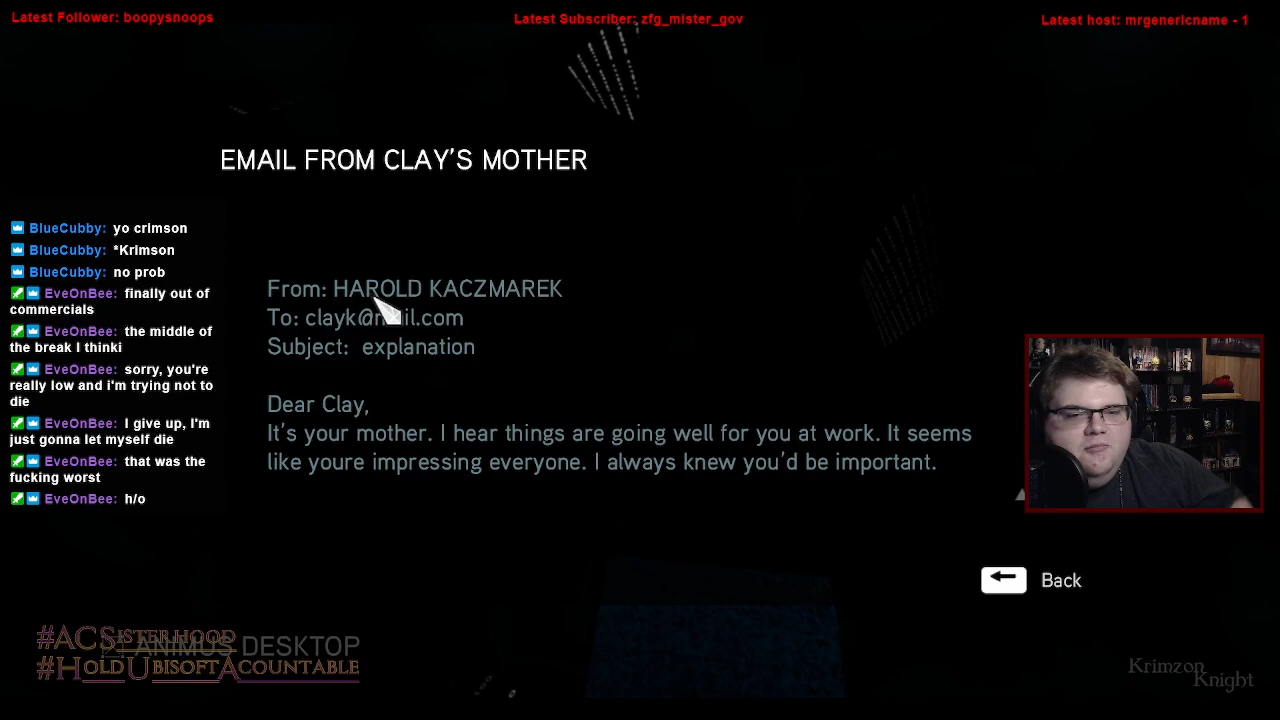 Latest Follower: boopysnoops
Latest Subscriber: zfg_mister_gov
Latest host: mrgenericname - 1
EMAIL FROM CLAY'S MOTHER
BlueCubby: yo crimson
BlueCubby: *Krimson
BlueCubby: no prob
EveOnBee: finally out of
commercials
EveOnBee: the middle of
the break I thinki
EveOnBee: sorry, you're
really low and i'm trying not to
die
EveOnBee: I give up, I'm
just gonna let myself die
EveOnBee: that was the
fucking worst
EveOnBee: h/o
From: HAROLD KACZMAREK
To: clayk@mail.com
Subject: explanation
Dear Clay,
It's your mother. I hear things are going well for you at work. It seems
like youre impressing everyone. I always knew you'd be important.
Back
ANIMUS DESKTOP
#ACSISTERHOOD
#HOLDUBISOFTACOUNTABLE
Krimzon
Knight